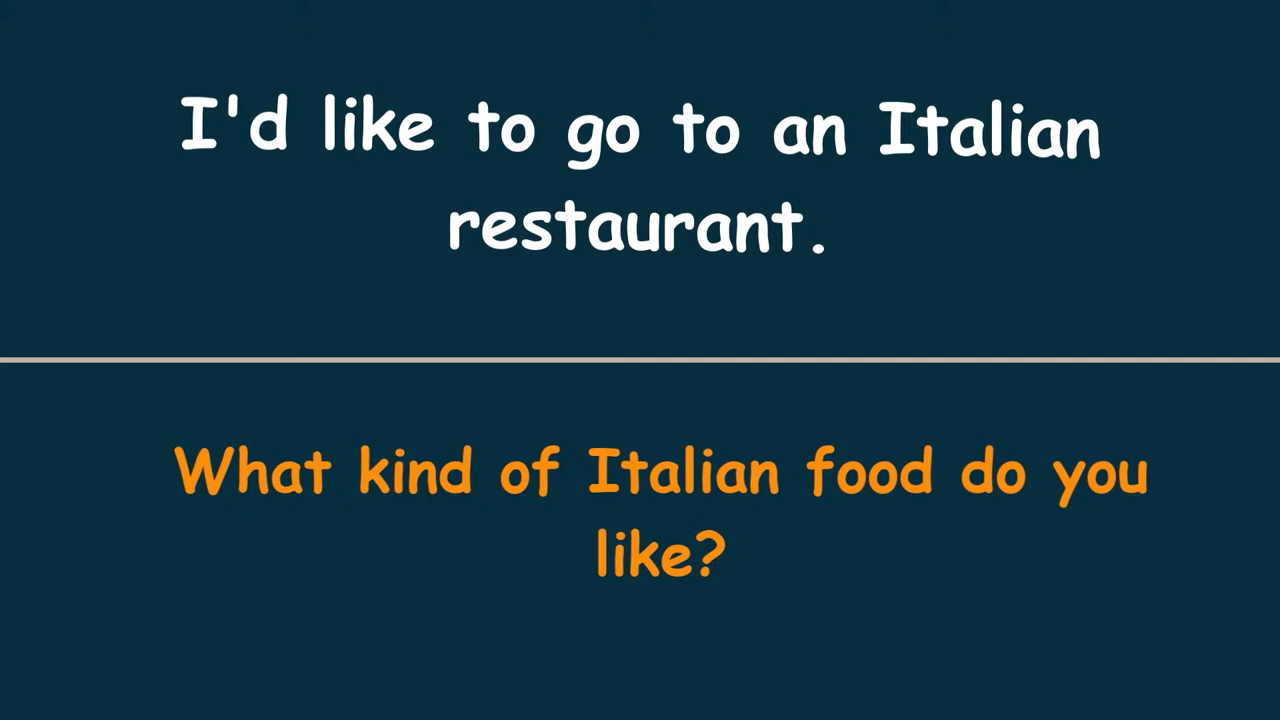 I'd like to go to an Italian
restaurant.
What kind of Italian food do you
like?